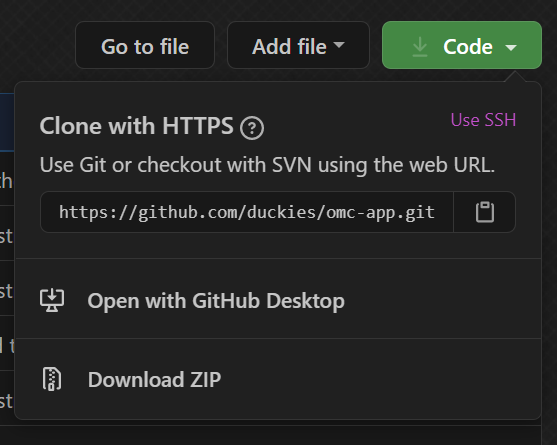 Go to file
Add file
Code
Clone with HTTPS
Use SSH
Use Git or checkout with SVN using the web URL.
https://github.com/duckies/omc-app.git
Open with GitHub Desktop
Download ZIP